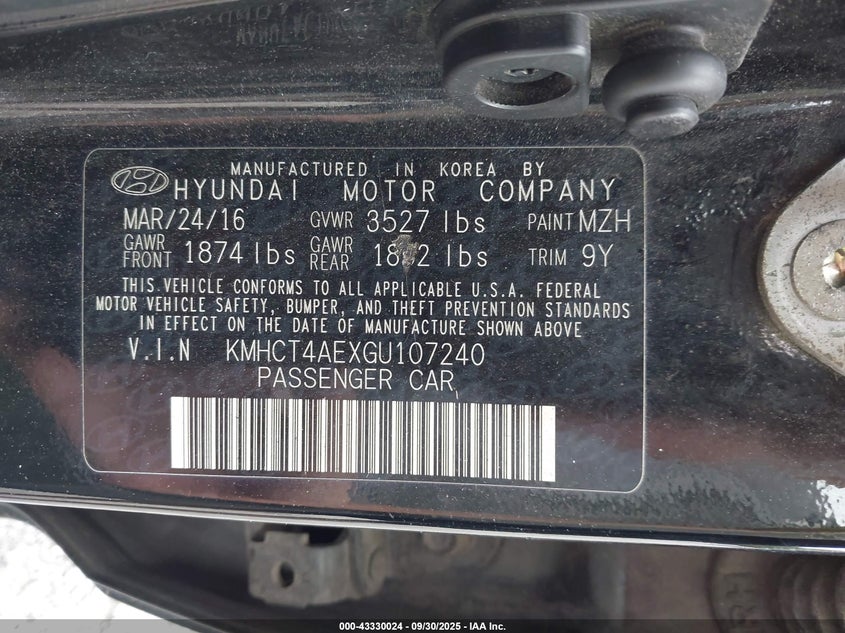 MANUFACTURED IN KOREA BY
HYUNDAI MOTOR COMPANY
MAR/24/16 GVWR 3527 lbs PAINT MZH
GAWR FRONT 1874 lbs GAWR REAR lbs TRIM 9Y
THIS VEHICLE CONFORMS TO ALL APPLICABLE U.S.A. FEDERAL
MOTOR VEHICLE SAFETY, BUMPER, AND THEFT PREVENTION STANDARDS
IN EFFECT ON THE DATE OF MANUFACTURE SHOWN ABOVE
V.I.N KMHCT4AEXGU107240
PASSENGER CAR
000-43330024 - 09/30/2025 - IAA Inc.